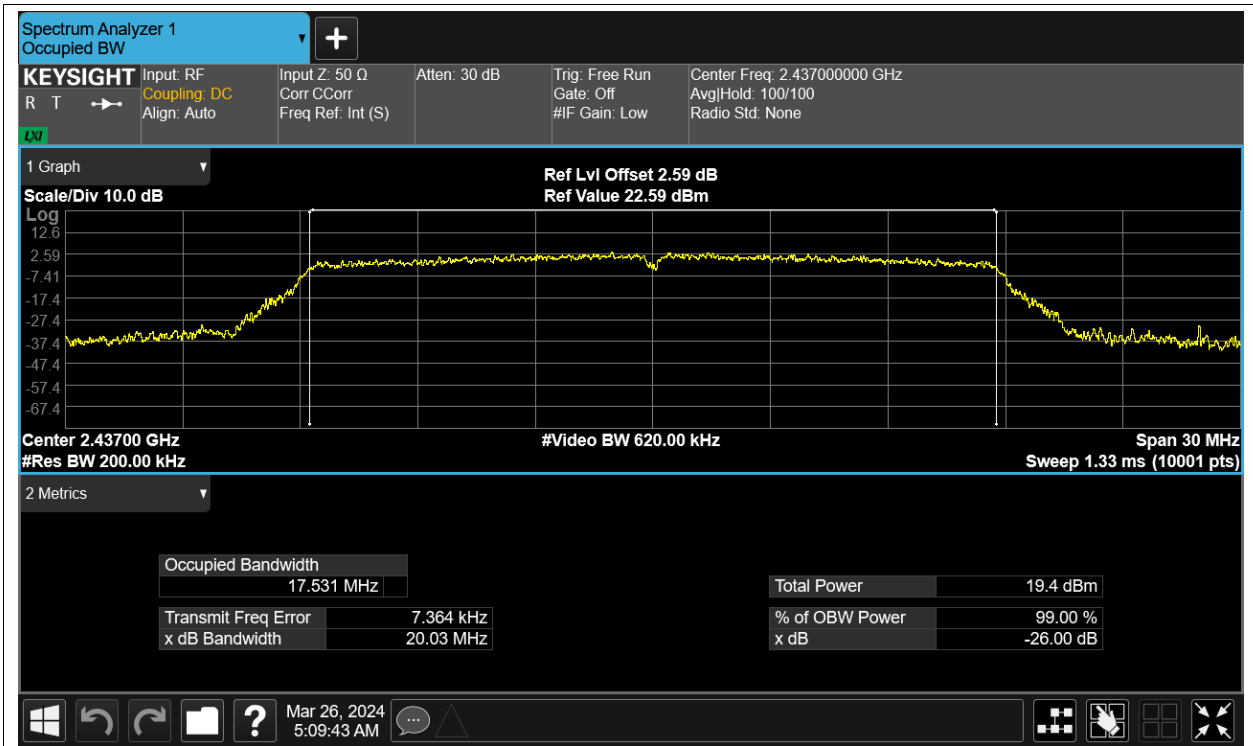 Spectrum Analyzer 1
Occupied BW
KEYSIGHT
R T
LXI
Input: RF
Coupling: DC
Align: Auto
Input Z: 50 Ω
Corr CCorr
Freq Ref: Int (S)
Atten: 30 dB
Trig: Free Run
Gate: Off
#IF Gain: Low
Center Freq: 2.437000000 GHz
Avg|Hold: 100/100
Radio Std: None
1 Graph
Scale/Div 10.0 dB
Ref Lvl Offset 2.59 dB
Ref Value 22.59 dBm
Log
12.6
2.59
-7.41
-17.4
-27.4
-37.4
-47.4
-57.4
-67.4
Center 2.43700 GHz
#Video BW 620.00 kHz
Span 30 MHz
#Res BW 200.00 kHz
Sweep 1.33 ms (10001 pts)
2 Metrics
Occupied Bandwidth
17.531 MHz
Total Power 19.4 dBm
Transmit Freq Error 7.364 kHz
% of OBW Power 99.00 %
x dB Bandwidth 20.03 MHz
x dB -26.00 dB
?
Mar 26, 2024
5:09:43 AM